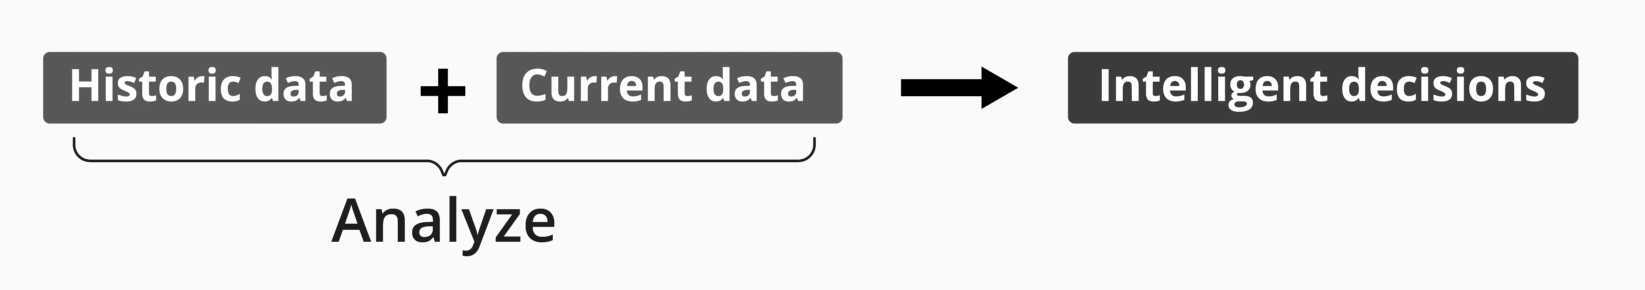 Historic data + Current data
Intelligent decisions
Analyze